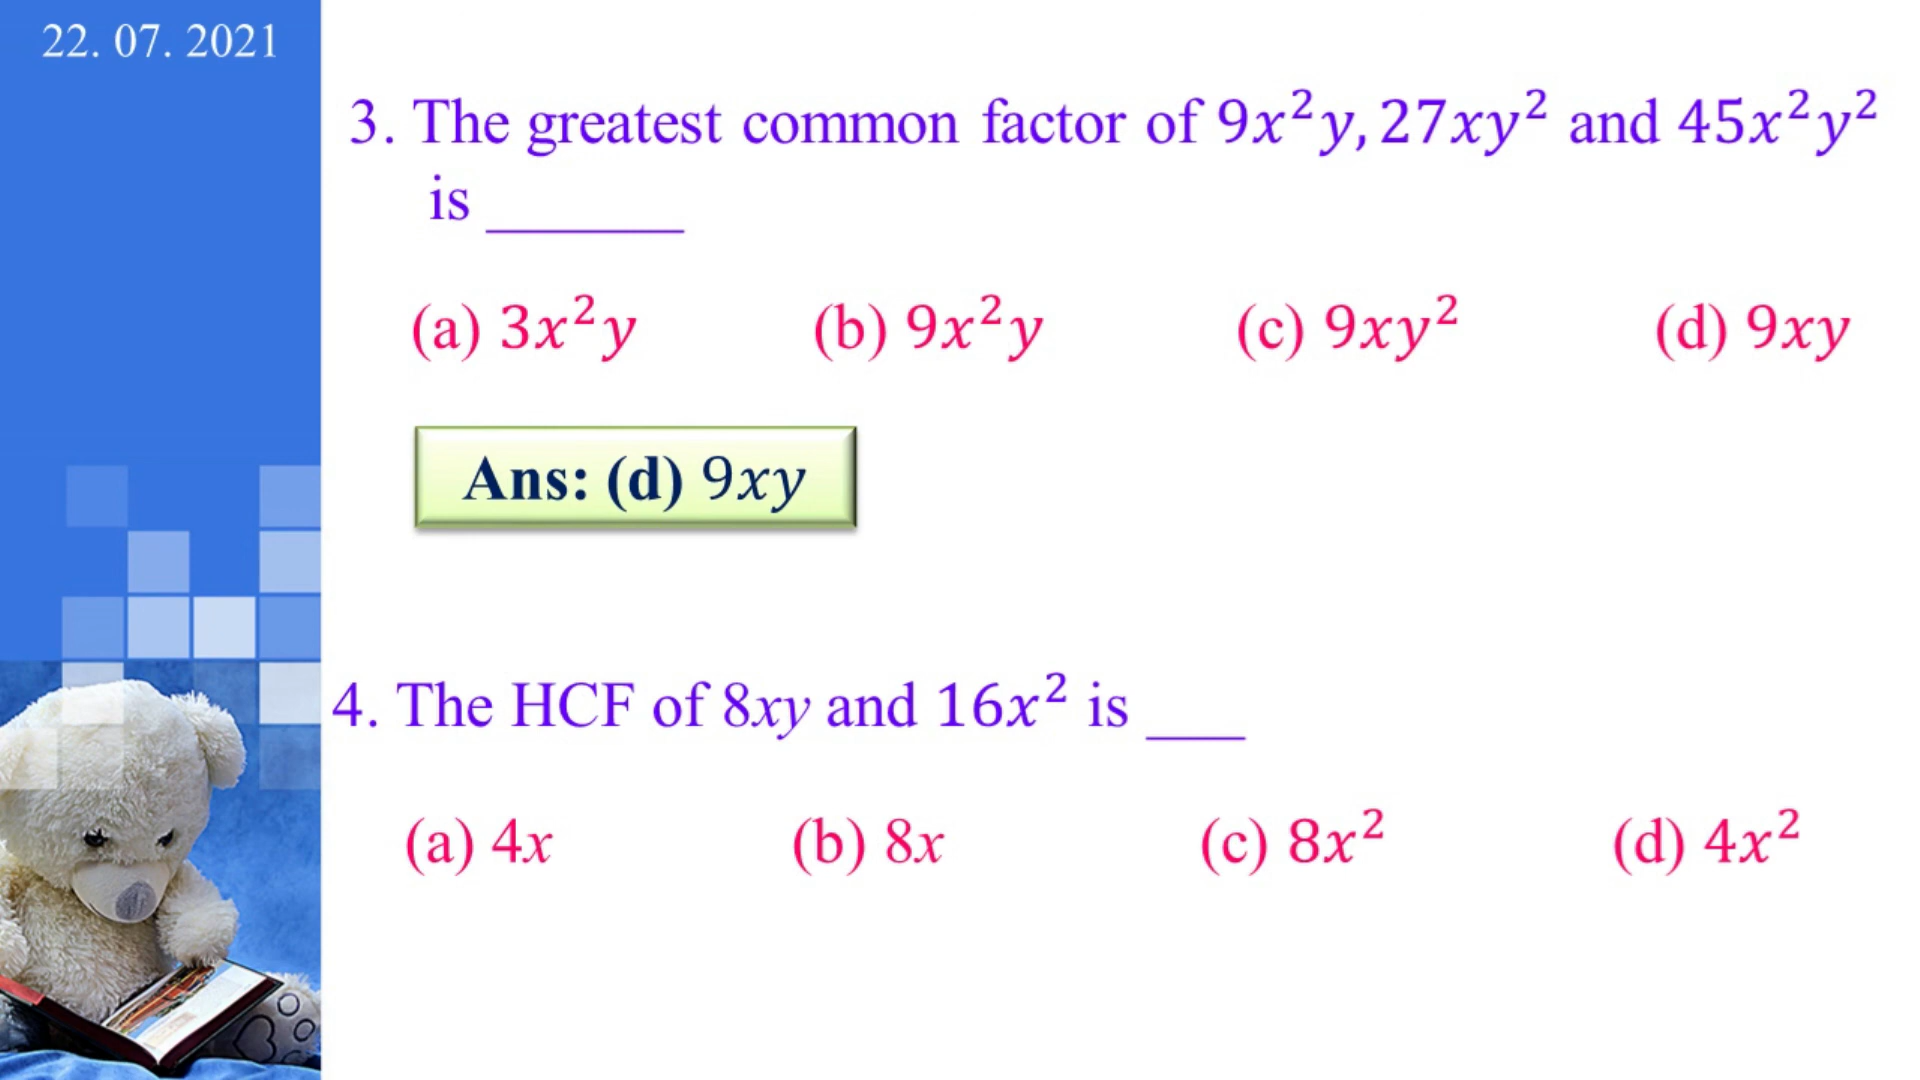 22. 07. 2021
3. The greatest common factor of 9x²y, 27xy² and 45x²y²
is ______
(a) 3x²y (b) 9x²y (c) 9xy² (d) 9xy
Ans: (d) 9xy
4. The HCF of 8xy and 16x² is ___
(a) 4x (b) 8x (c) 8x² (d) 4x²